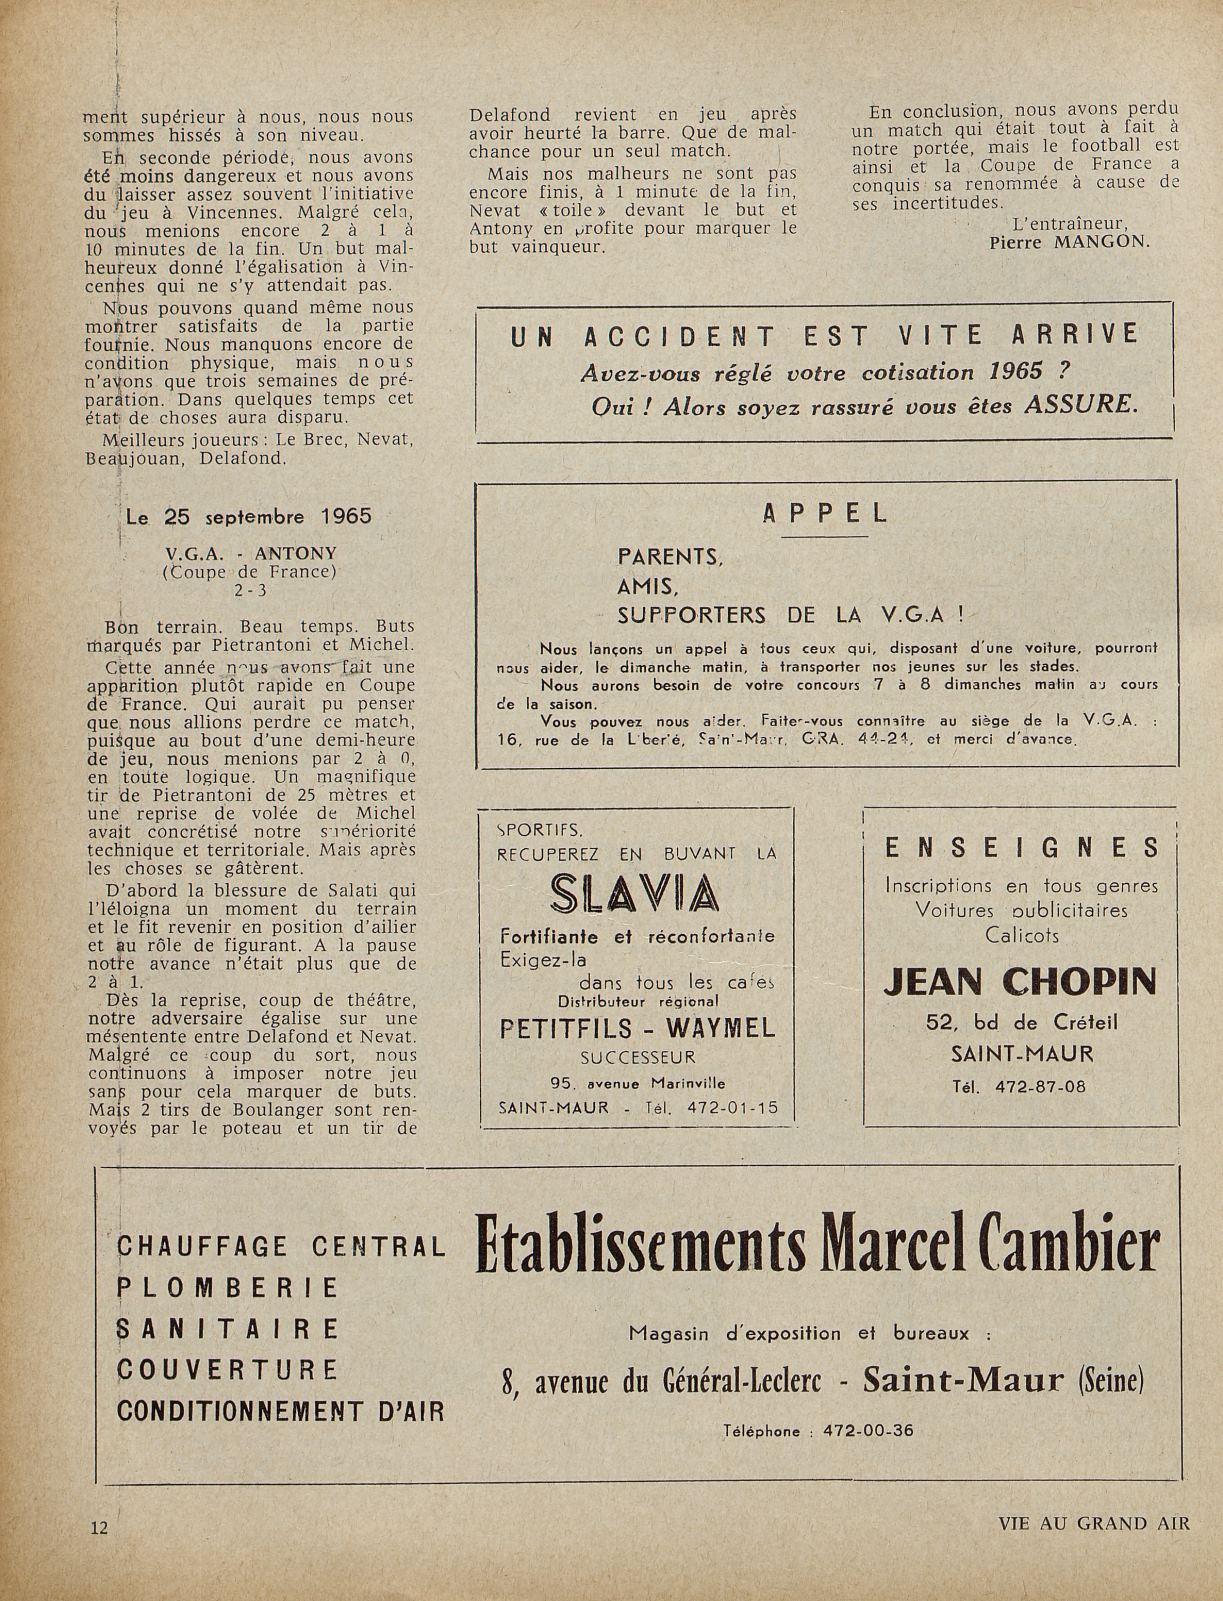 ment supérieur à nous, nous nous
sommes hissés à son niveau.
En seconde période, nous avons
été moins dangereux et nous avons
du laisser assez souvent l'initiative
du jeu à Vincennes. Malgré cela,
nous menions encore 2 à 1 à
10 minutes de la fin. Un but mal-
heureux donné l'égalisation à Vin-
cennes qui ne s'y attendait pas.
Nous pouvons quand même nous
montrer satisfaits de la partie
fournie. Nous manquons encore de
condition physique, mais nous
n'avons que trois semaines de pré-
paration. Dans quelques temps cet
état de choses aura disparu.
Meilleurs joueurs : Le Brec, Nevat,
Beaujouan, Delafond.
Le 25 septembre 1965
V.G.A. - ANTONY
(Coupe de France)
2 - 3
Bon terrain. Beau temps. Buts
marqués par Pietrantoni et Michel.
Cette année nous avons fait une
apparition plutôt rapide en Coupe
de France. Qui aurait pu penser
que nous allions perdre ce match,
puisque au bout d'une demi-heure
de jeu, nous menions par 2 à 0,
en toute logique. Un magnifique
tir de Pietrantoni de 25 mètres et
une reprise de volée de Michel
avait concrétisé notre supériorité
technique et territoriale. Mais après
les choses se gâtèrent.
D'abord la blessure de Salati qui
l'léloigna un moment du terrain
et le fit revenir en position d'ailier
et au rôle de figurant. A la pause
notre avance n'était plus que de
2 à 1.
Dès la reprise, coup de théâtre,
notre adversaire égalise sur une
mésentente entre Delafond et Nevat.
Malgré ce coup du sort, nous
continuons à imposer notre jeu
sans pour cela marquer de buts.
Mais 2 tirs de Boulanger sont ren-
voyés par le poteau et un tir de
Delafond revient en jeu après
avoir heurté la barre. Que de mal-
chance pour un seul match.
Mais nos malheurs ne sont pas
encore finis, à 1 minute de la fin,
Nevat « toile » devant le but et
Antony en profite pour marquer le
but vainqueur.
En conclusion, nous avons perdu
un match qui était tout à fait à
notre portée, mais le football est
ainsi et la Coupe de France a
conquis sa renommée à cause de
ses incertitudes.
L'entraîneur,
Pierre MANGON.
UN ACCIDENT EST VITE ARRIVE
Avez-vous réglé votre cotisation 1965 ?
Oui ! Alors soyez rassuré vous êtes ASSURE.
APPEL
PARENTS,
AMIS,
SUPPORTERS DE LA V.G.A !
Nous lançons un appel à tous ceux qui, disposant d'une voiture, pourront
nous aider, le dimanche matin, à transporter nos jeunes sur les stades.
Nous aurons besoin de votre concours 7 à 8 dimanches matin au cours
de la saison.
Vous pouvez nous aider. Faites-vous connaître au siège de la V.G.A. :
16, rue de la Liberté, Saint-Maur. GRA. 44-24, et merci d'avance.
SPORTIFS.
RECUPEREZ EN BUVANT LA
SLAVIA
Fortifiante et réconfortante
Exigez-la
dans tous les cafés
Distributeur régional
PETITFILS - WAYMEL
SUCCESSEUR
95, avenue Marinville
SAINT-MAUR - Tél. 472-01-15
ENSEIGNES
Inscriptions en tous genres
Voitures publicitaires
Calicots
JEAN CHOPIN
52, bd de Créteil
SAINT-MAUR
Tél. 472-87-08
CHAUFFAGE CENTRAL
PLOMBERIE
SANITAIRE
COUVERTURE
CONDITIONNEMENT D'AIR
Etablissements Marcel Cambier
Magasin d'exposition et bureaux :
8, avenue du Général-Leclerc - Saint-Maur (Seine)
Téléphone : 472-00-36
12
VIE AU GRAND AIR